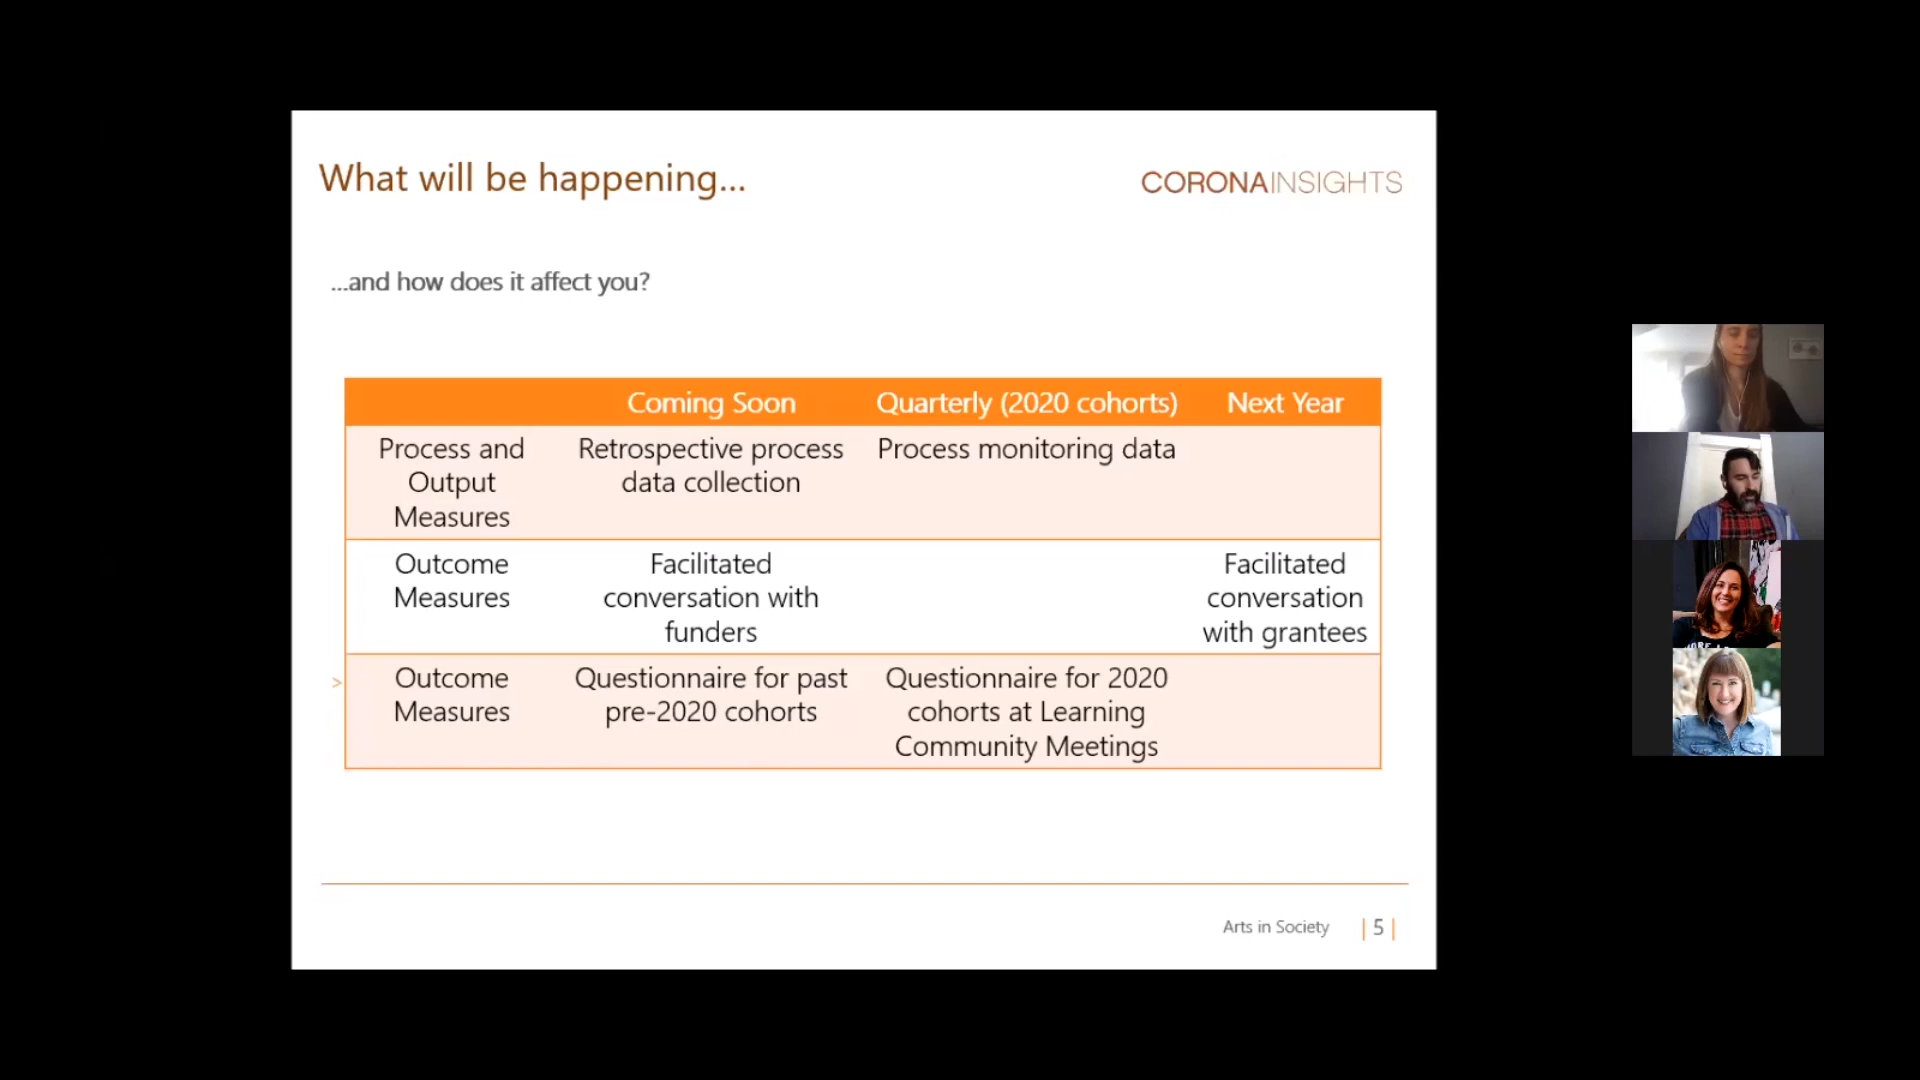 What will be happening...
CORONAINSIGHTS
...and how does it affect you?
Coming Soon
Quarterly (2020 cohorts)
Next Year
Process and
Output
Measures
Retrospective process
data collection
Process monitoring data
Outcome
Measures
Facilitated
conversation with
funders
Facilitated
conversation
with grantees
>
Outcome
Measures
Questionnaire for past
pre-2020 cohorts
Questionnaire for 2020
cohorts at Learning
Community Meetings
Arts in Society
| 5 |